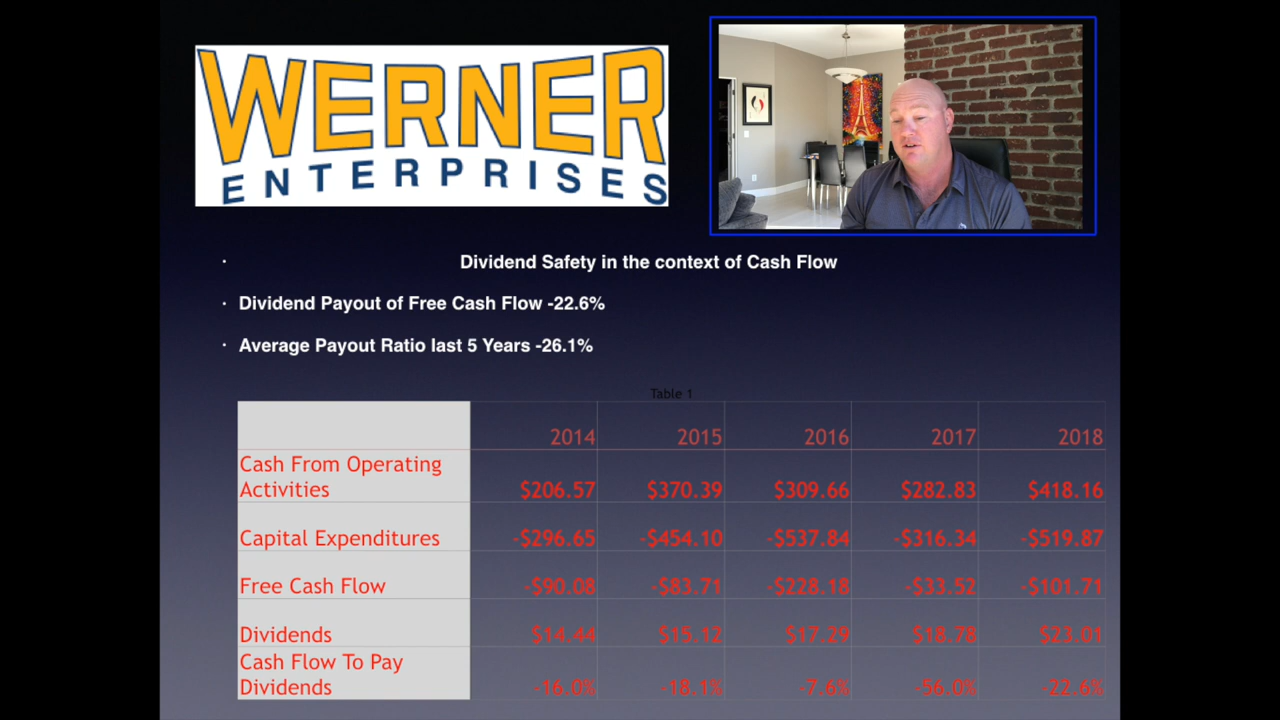 WERNER
ENTERPRISES
· Dividend Safety in the context of Cash Flow
· Dividend Payout of Free Cash Flow -22.6%
· Average Payout Ratio last 5 Years -26.1%
Table 1
2014 2015 2016 2017 2018
Cash From Operating
Activities $206.57 $370.39 $309.66 $282.83 $418.16
Capital Expenditures -$296.65 -$454.10 -$537.84 -$316.34 -$519.87
Free Cash Flow -$90.08 -$83.71 -$228.18 -$33.52 -$101.71
Dividends $14.44 $15.12 $17.29 $18.78 $23.01
Cash Flow To Pay
Dividends -16.0% -18.1% -7.6% -56.0% -22.6%